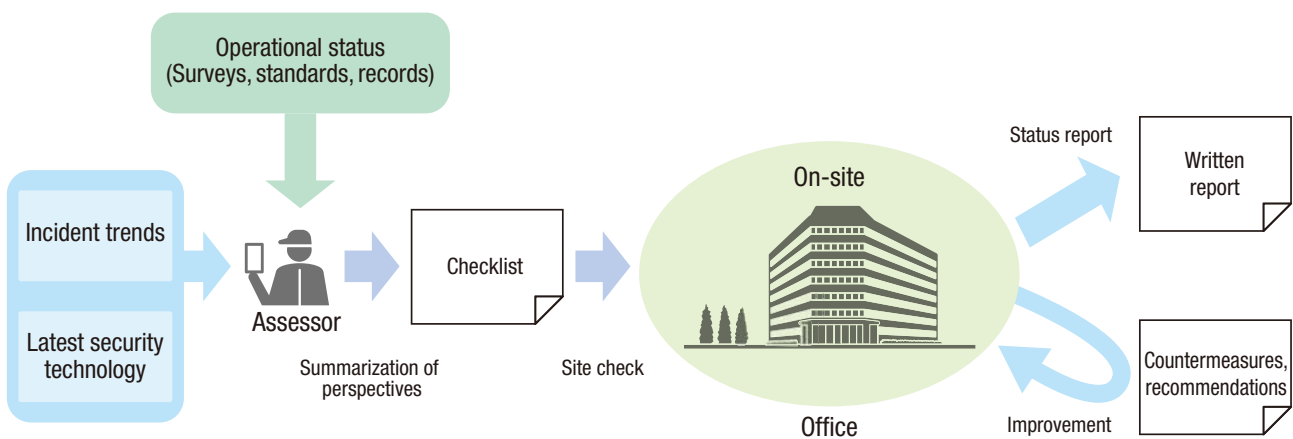 Operational status
(Surveys, standards, records)
Incident trends
Latest security
technology
Assessor
Summarization of
perspectives
Checklist
Site check
On-site
Office
Status report
Written
report
Countermeasures,
recommendations
Improvement